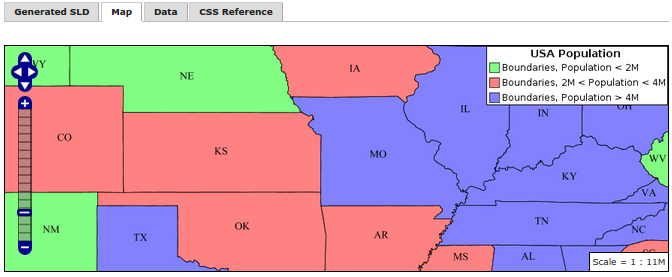 Generated SLD Map Data CSS Reference
USA Population
Boundaries, Population < 2M
Boundaries, 2M < Population < 4M
Boundaries, Population > 4M
WY
NE
IA
IL
IN
OH
CO
KS
MO
KY
WV
VA
NM
TX
OK
AR
TN
NC
MS
AL
SC
Scale = 1 : 11M